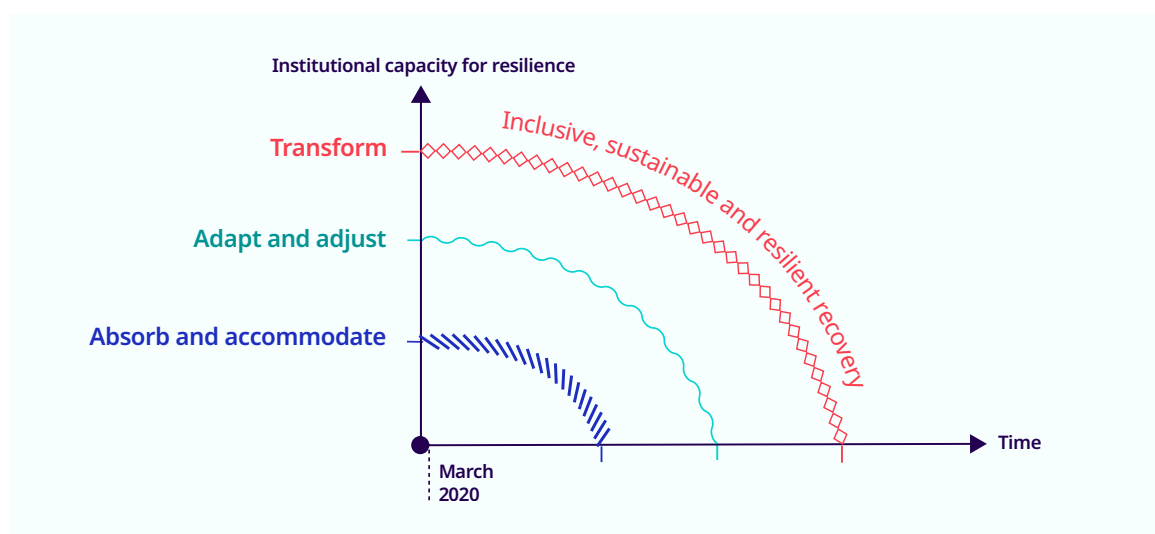 Institutional capacity for resilience
Inclusive, sustainable and resilient recovery
Transform
Adapt and adjust
Absorb and accommodate
Time
March
2020